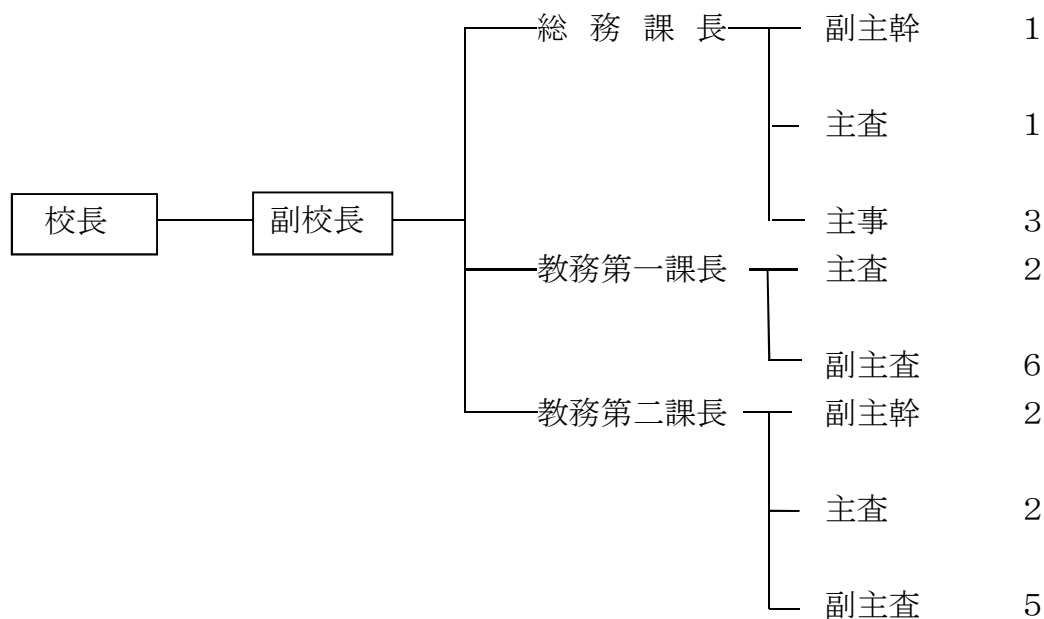 総務課長 副主幹 １
主査 １
校長 副校長 主事 ３
教務第一課長 主査 ２
副主査 ６
教務第二課長 副主幹 ２
主査 ２
副主査 ５